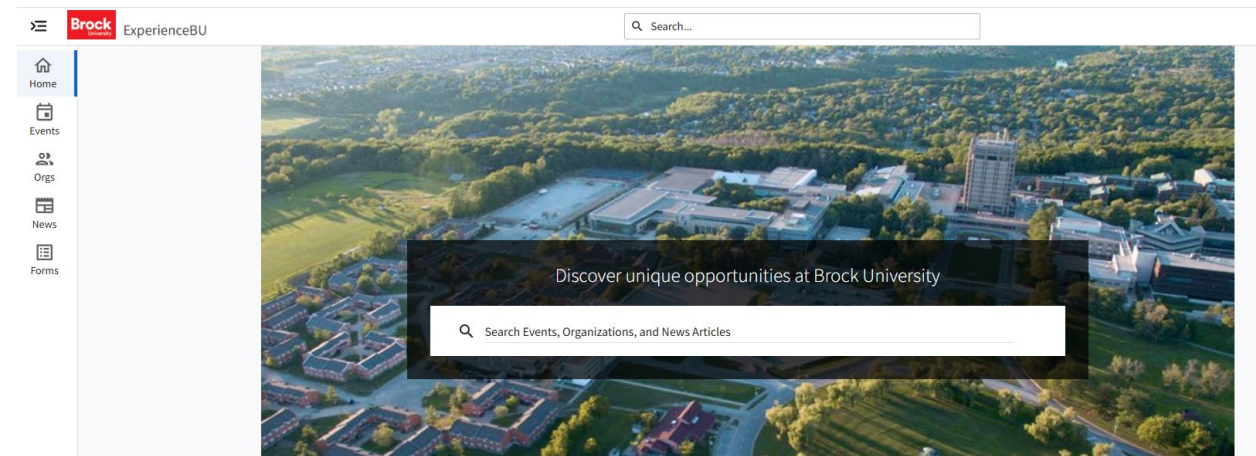 Brock
University
ExperienceBU
Search...
Home
Events
Orgs
News
Forms
Discover unique opportunities at Brock University
Search Events, Organizations, and News Articles